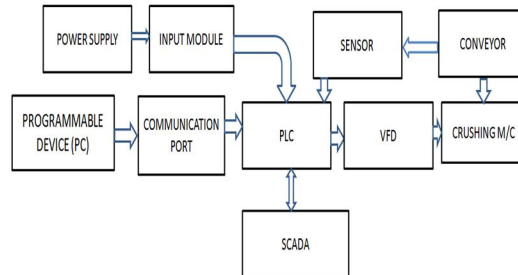 POWER SUPPLY
INPUT MODULE
SENSOR
CONVEYOR
PROGRAMMABLE
DEVICE (PC)
COMMUNICATION
PORT
PLC
VFD
CRUSHING M/C
SCADA